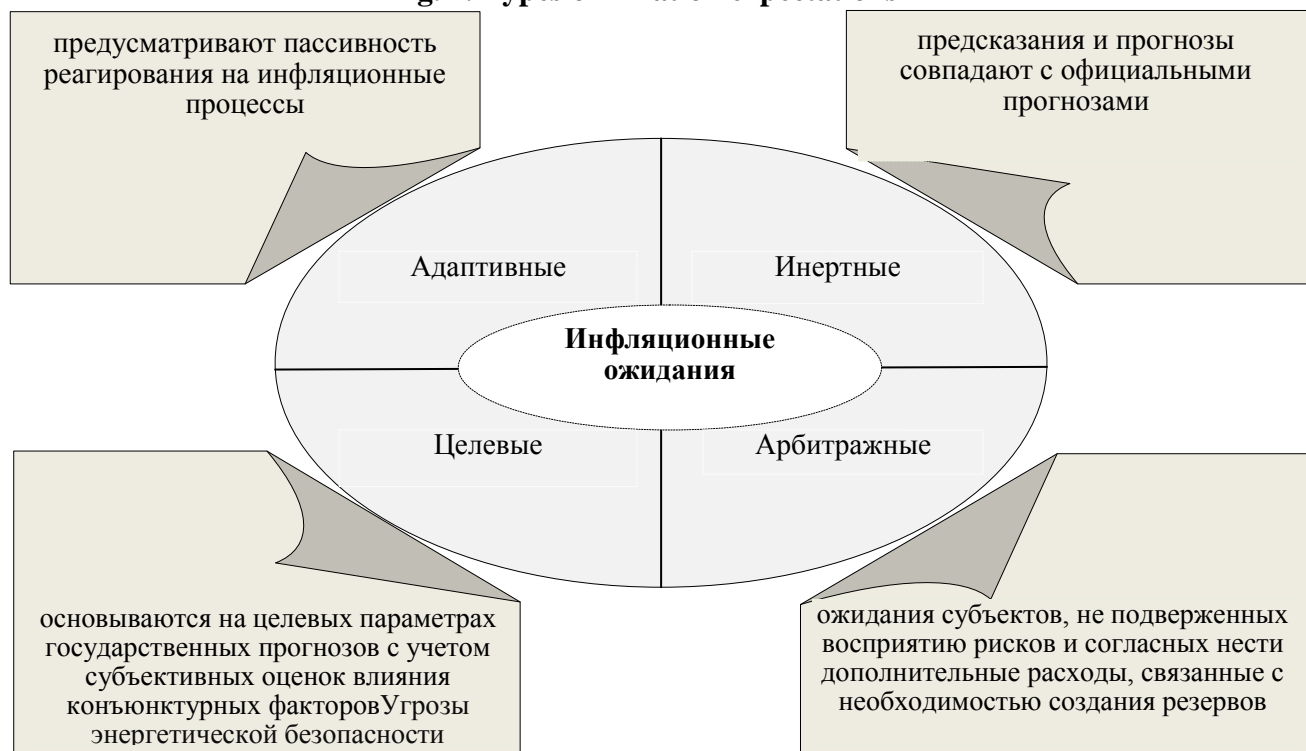 предусматривают пассивность
реагирования на инфляционные
процессы
предсказания и прогнозы
совпадают с официальными
прогнозами
Адаптивные
Инертные
Инфляционные
ожидания
Целевые
Арбитражные
основываются на целевых параметрах
государственных прогнозов с учетом
субъективных оценок влияния
конъюнктурных факторовУгрозы
энергетической безопасности
ожидания субъектов, не подверженных
восприятию рисков и согласных нести
дополнительные расходы, связанные с
необходимостью создания резервов